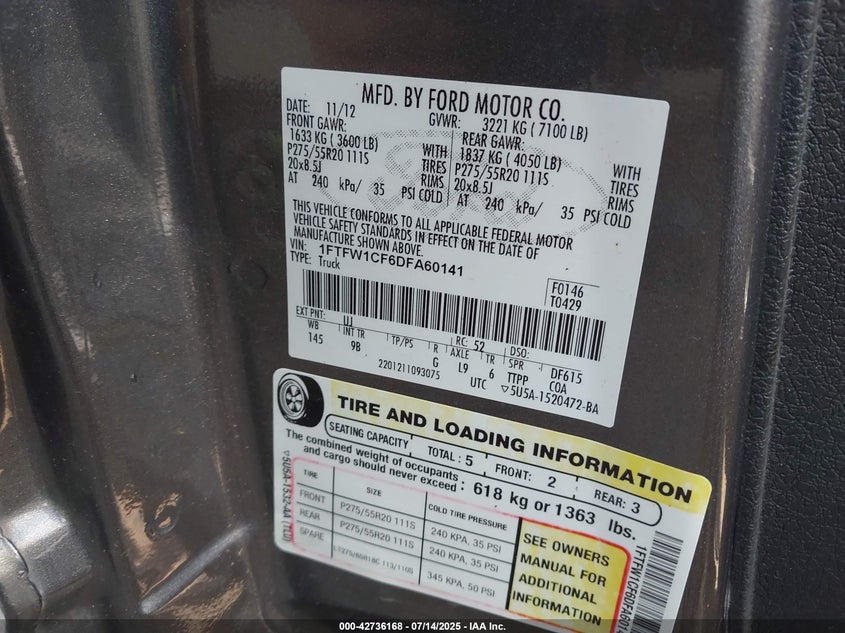 MFD. BY FORD MOTOR CO.
DATE: 11/12 GVWR: 3221 KG ( 7100 LB)
FRONT GAWR: REAR GAWR:
1633 KG ( 3600 LB) WITH 1837 KG ( 4050 LB) WITH
P275/55R20 111S TIRES P275/55R20 111S TIRES
20x8.5J RIMS 20x8.5J RIMS
AT 240 kPa/ 35 PSI COLD AT 240 kPa/ 35 PSI COLD
THIS VEHICLE CONFORMS TO ALL APPLICABLE FEDERAL MOTOR
VEHICLE SAFETY STANDARDS IN EFFECT ON THE DATE OF
MANUFACTURE SHOWN ABOVE.
VIN: 1FTFW1CF6DFA60141
TYPE: Truck
F0146
T0429
EXT PNT: UJ RC: 52 DSO:
WB INT TR TP/PS R AXLE TR SPR
145 9B G L9 6 TTPP DF615
2201211093075 UTC COA
▽5U5A-1520472-BA
TIRE AND LOADING INFORMATION
SEATING CAPACITY TOTAL : 5 FRONT: 2 REAR: 3
The combined weight of occupants
and cargo should never exceed : 618 kg or 1363 lbs.
TIRE SIZE COLD TIRE PRESSURE
FRONT P275/55R20 111S 240 KPA, 35 PSI
REAR P275/55R20 111S 240 KPA, 35 PSI
SPARE LT275/65R18C 113/110S 345 KPA, 50 PSI
SEE OWNERS
MANUAL FOR
ADDITIONAL
INFORMATION
▽5U5A-1532-AA (TLU)
000-42736168 - 07/14/2025 - IAA Inc.